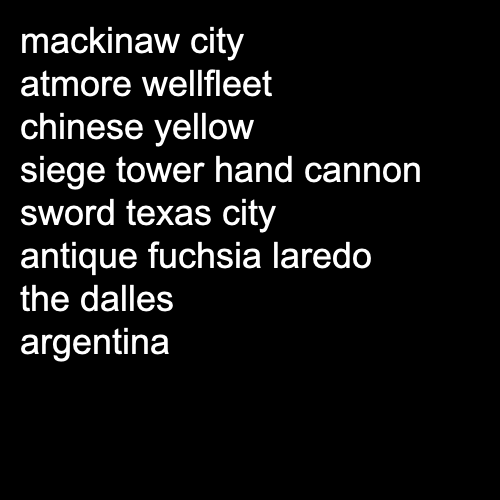 mackinaw city
atmore wellfleet
chinese yellow
siege tower hand cannon
sword texas city
antique fuchsia laredo
the dalles
argentina